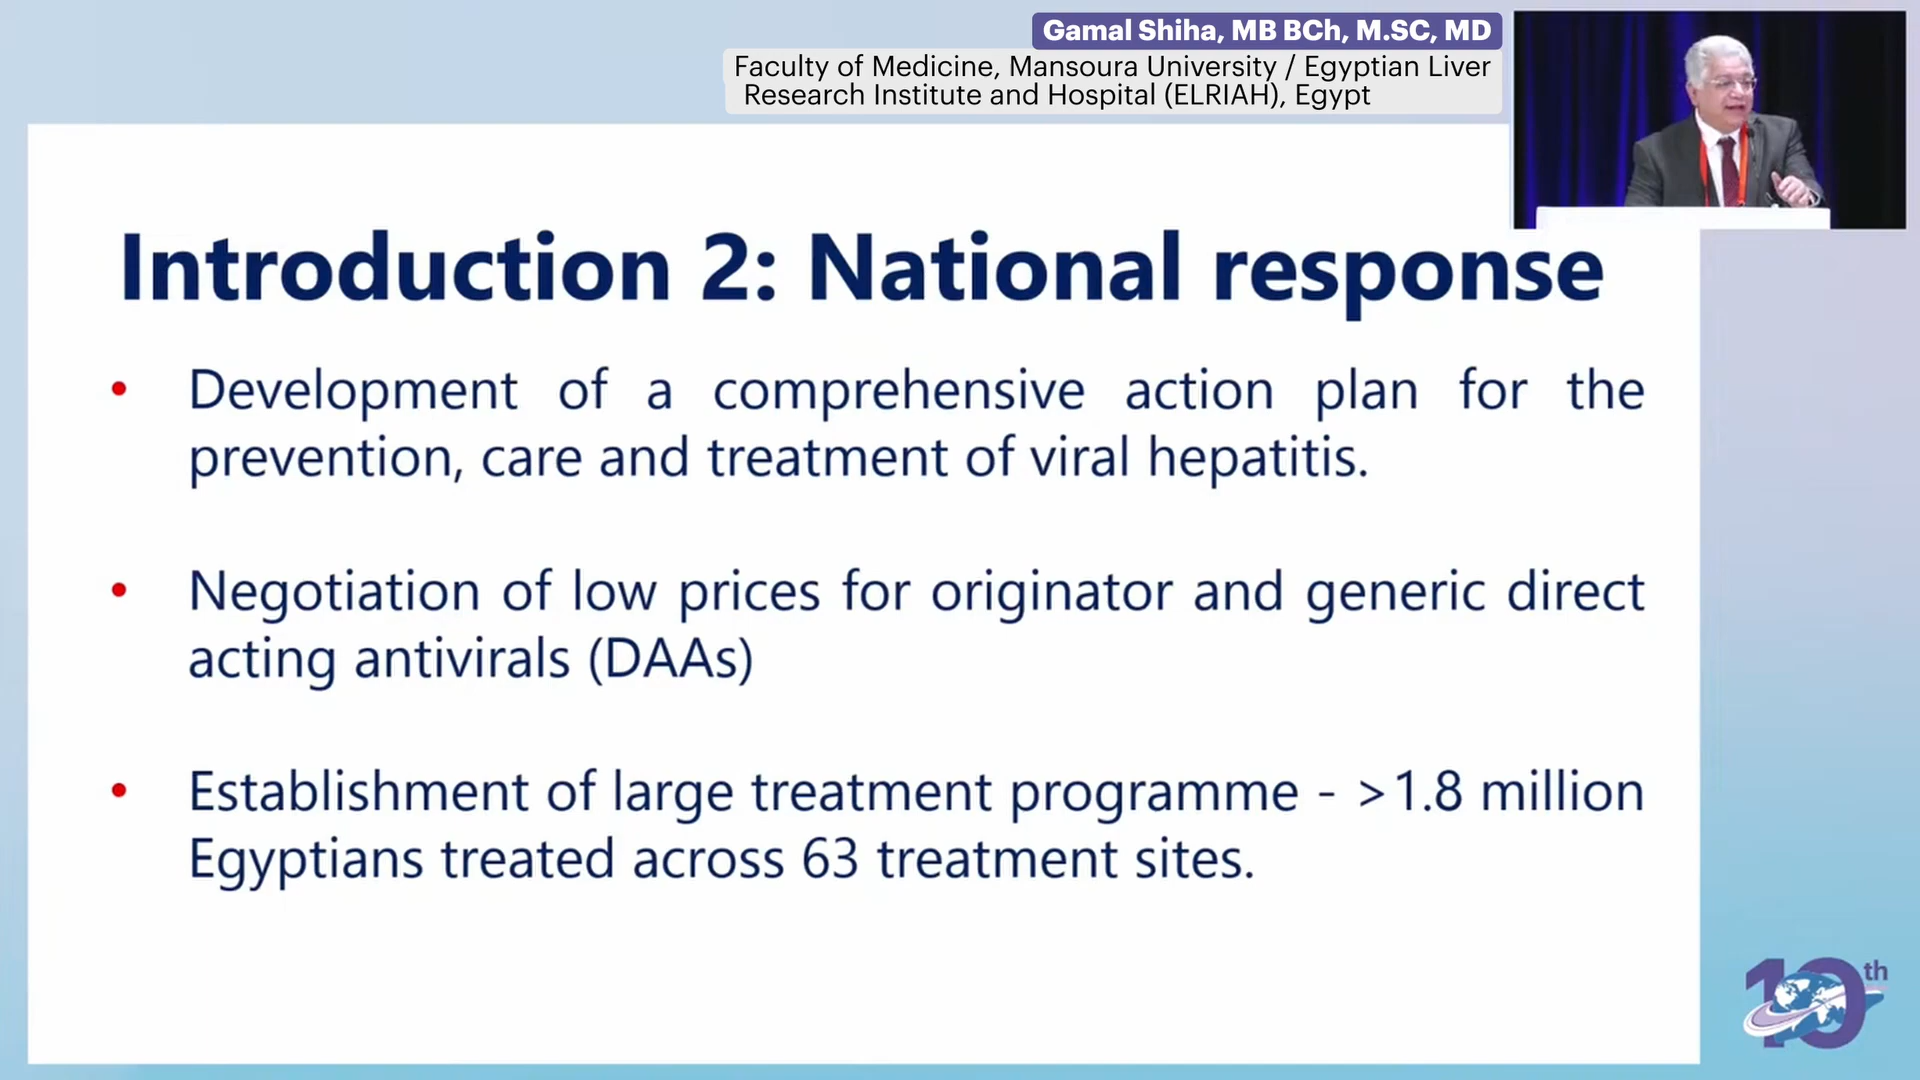 Gamal Shiha, MB BCh, M.SC, MD
Faculty of Medicine, Mansoura University / Egyptian Liver
Research Institute and Hospital (ELRIAH), Egypt
Introduction 2: National response
• Development of a comprehensive action plan for the
prevention, care and treatment of viral hepatitis.
• Negotiation of low prices for originator and generic direct
acting antivirals (DAAs)
• Establishment of large treatment programme - >1.8 million
Egyptians treated across 63 treatment sites.
10th